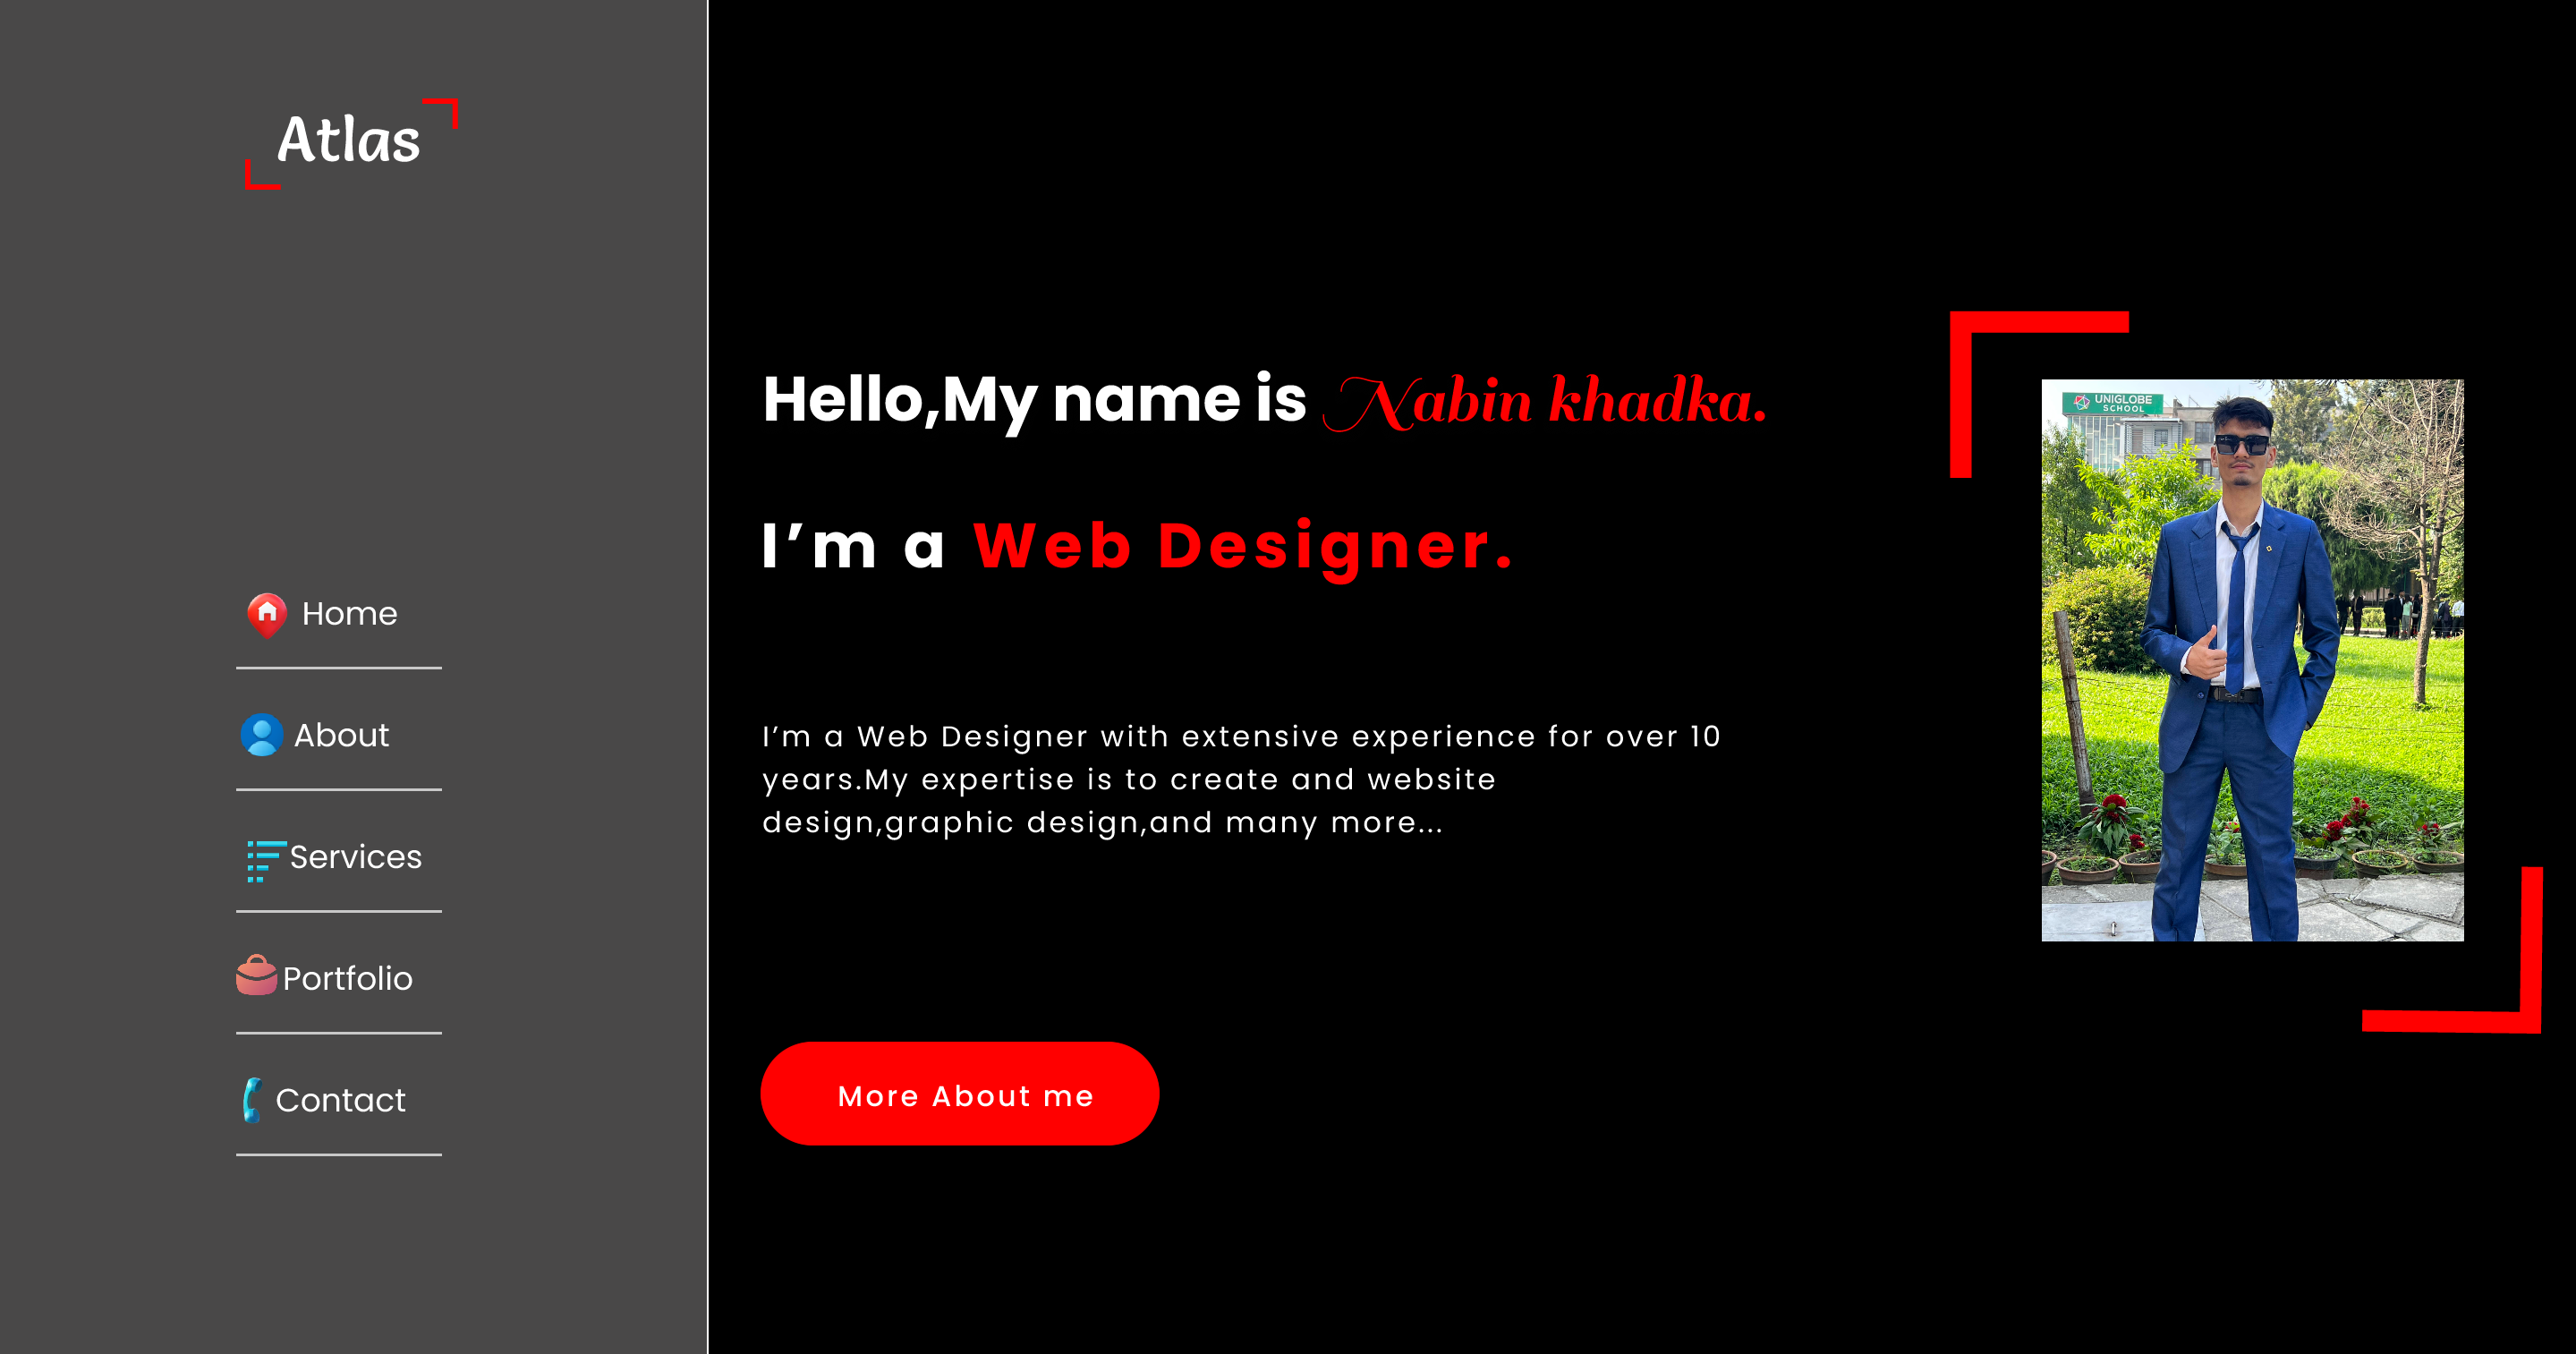 Atlas
Home
About
Services
Portfolio
Contact
Hello,My name is Nabin khadka.
I’m a Web Designer.
I’m a Web Designer with extensive experience for over 10
years.My expertise is to create and website
design,graphic design,and many more...
More About me
UNIGLOBE
SCHOOL